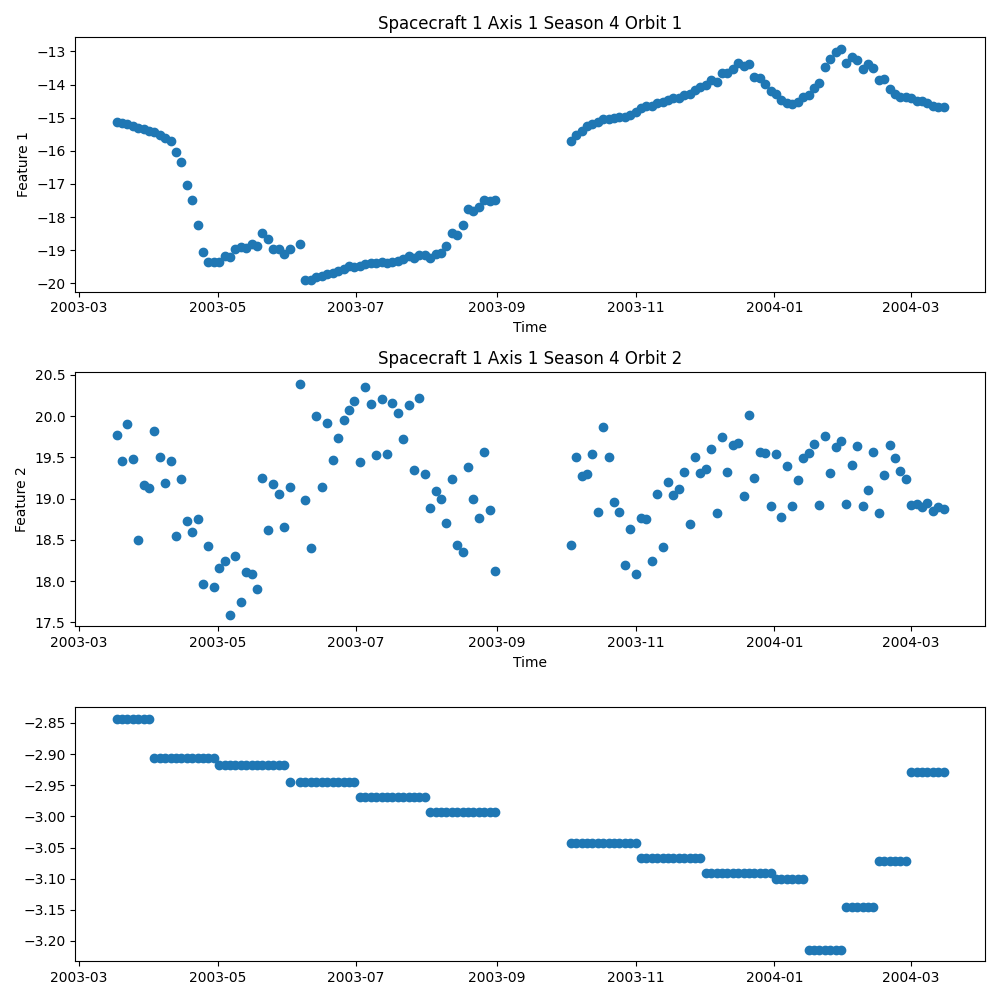 Spacecraft 1 Axis 1 Season 4 Orbit 1
Feature 1
−13
−14
−15
−16
−17
−18
−19
−20
2003-03 2003-05 2003-07 2003-09 2003-11 2004-01 2004-03
Time
Spacecraft 1 Axis 1 Season 4 Orbit 2
Feature 2
20.5
20.0
19.5
19.0
18.5
18.0
17.5
2003-03 2003-05 2003-07 2003-09 2003-11 2004-01 2004-03
Time
−2.85
−2.90
−2.95
−3.00
−3.05
−3.10
−3.15
−3.20
2003-03 2003-05 2003-07 2003-09 2003-11 2004-01 2004-03